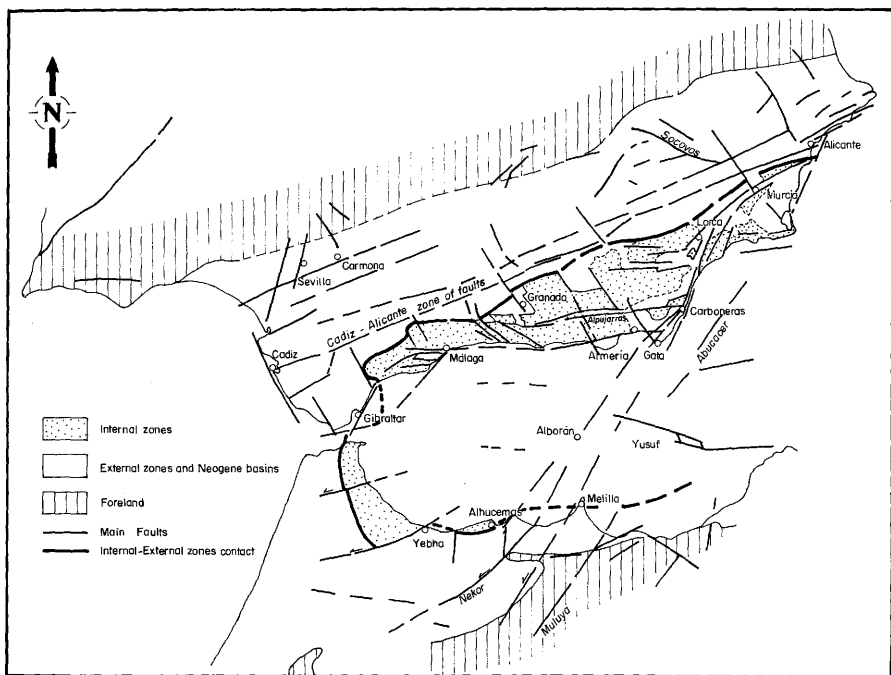 N
Socovos
Alicante
Murcia
Lorca
Carmona
Sevilla
Cadiz - Alicante zone of faults
Granada
Alpujarras
Carboneras
Cadiz
Málaga
Almería
Gata
Abucacer
Gibraltar
Internal zones
Alborán
Yusuf
External zones and Neogene basins
Foreland
Melilla
Alhucemas
Main Faults
Yebha
Internal-External zones contact
Nekor
Muluya